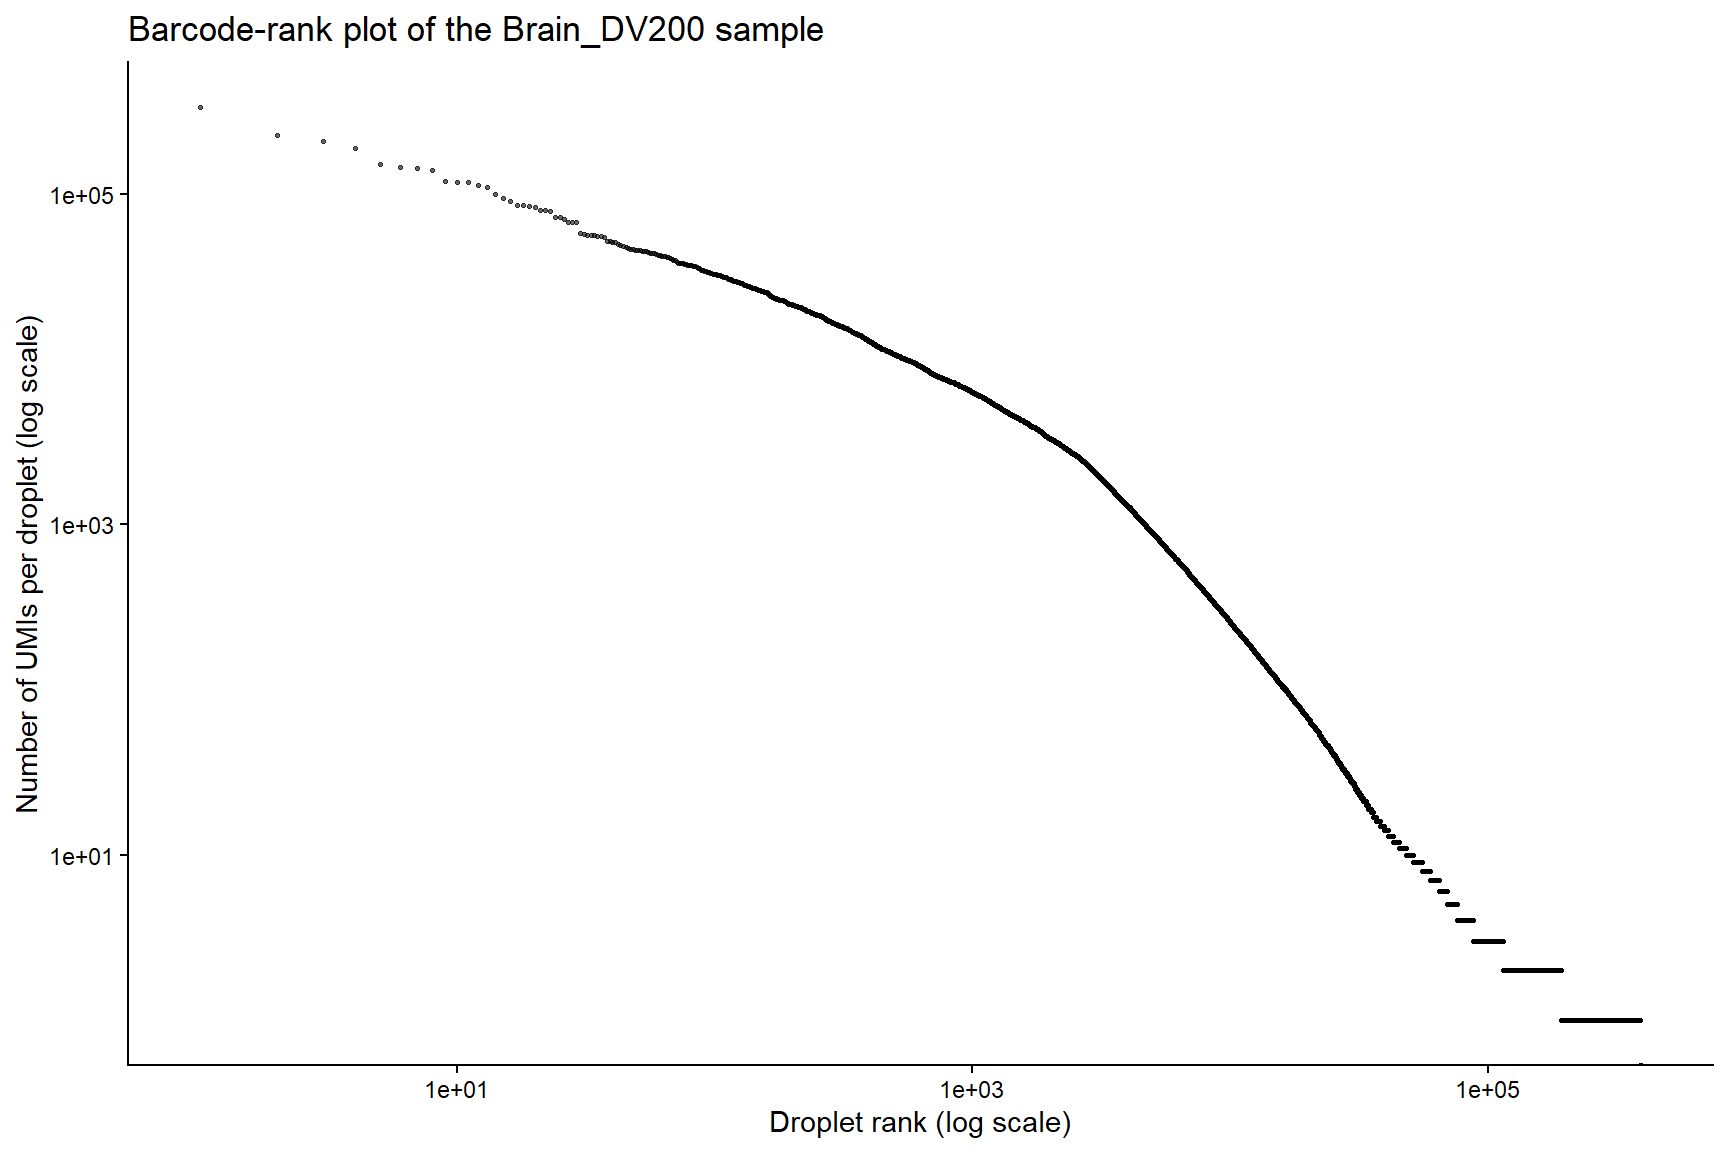 Barcode-rank plot of the Brain_DV200 sample
Number of UMIs per droplet (log scale)
1e+05
1e+03
1e+01
1e+01
1e+03
1e+05
Droplet rank (log scale)